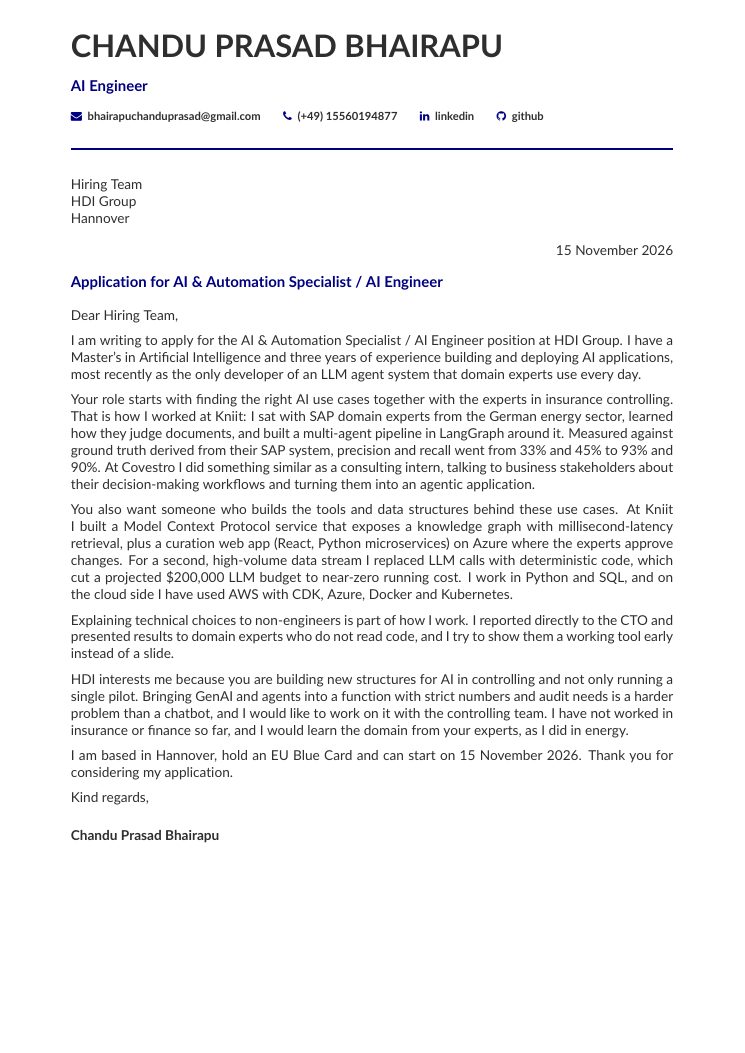 CHANDU PRASAD BHAIRAPU
AI Engineer
bhairapuchanduprasad@gmail.com (+49) 15560194877 linkedin github
Hiring Team
HDI Group
Hannover
15 November 2026
Application for AI & Automation Specialist / AI Engineer
Dear Hiring Team,
I am writing to apply for the AI & Automation Specialist / AI Engineer position at HDI Group. I have a
Master's in Artificial Intelligence and three years of experience building and deploying AI applications,
most recently as the only developer of an LLM agent system that domain experts use every day.
Your role starts with finding the right AI use cases together with the experts in insurance controlling.
That is how I worked at Kniit: I sat with SAP domain experts from the German energy sector, learned
how they judge documents, and built a multi-agent pipeline in LangGraph around it. Measured against
ground truth derived from their SAP system, precision and recall went from 33% and 45% to 93% and
90%. At Covestro I did something similar as a consulting intern, talking to business stakeholders about
their decision-making workflows and turning them into an agentic application.
You also want someone who builds the tools and data structures behind these use cases. At Kniit
I built a Model Context Protocol service that exposes a knowledge graph with millisecond-latency
retrieval, plus a curation web app (React, Python microservices) on Azure where the experts approve
changes. For a second, high-volume data stream I replaced LLM calls with deterministic code, which
cut a projected $200,000 LLM budget to near-zero running cost. I work in Python and SQL, and on
the cloud side I have used AWS with CDK, Azure, Docker and Kubernetes.
Explaining technical choices to non-engineers is part of how I work. I reported directly to the CTO and
presented results to domain experts who do not read code, and I try to show them a working tool early
instead of a slide.
HDI interests me because you are building new structures for AI in controlling and not only running a
single pilot. Bringing GenAI and agents into a function with strict numbers and audit needs is a harder
problem than a chatbot, and I would like to work on it with the controlling team. I have not worked in
insurance or finance so far, and I would learn the domain from your experts, as I did in energy.
I am based in Hannover, hold an EU Blue Card and can start on 15 November 2026. Thank you for
considering my application.
Kind regards,
Chandu Prasad Bhairapu